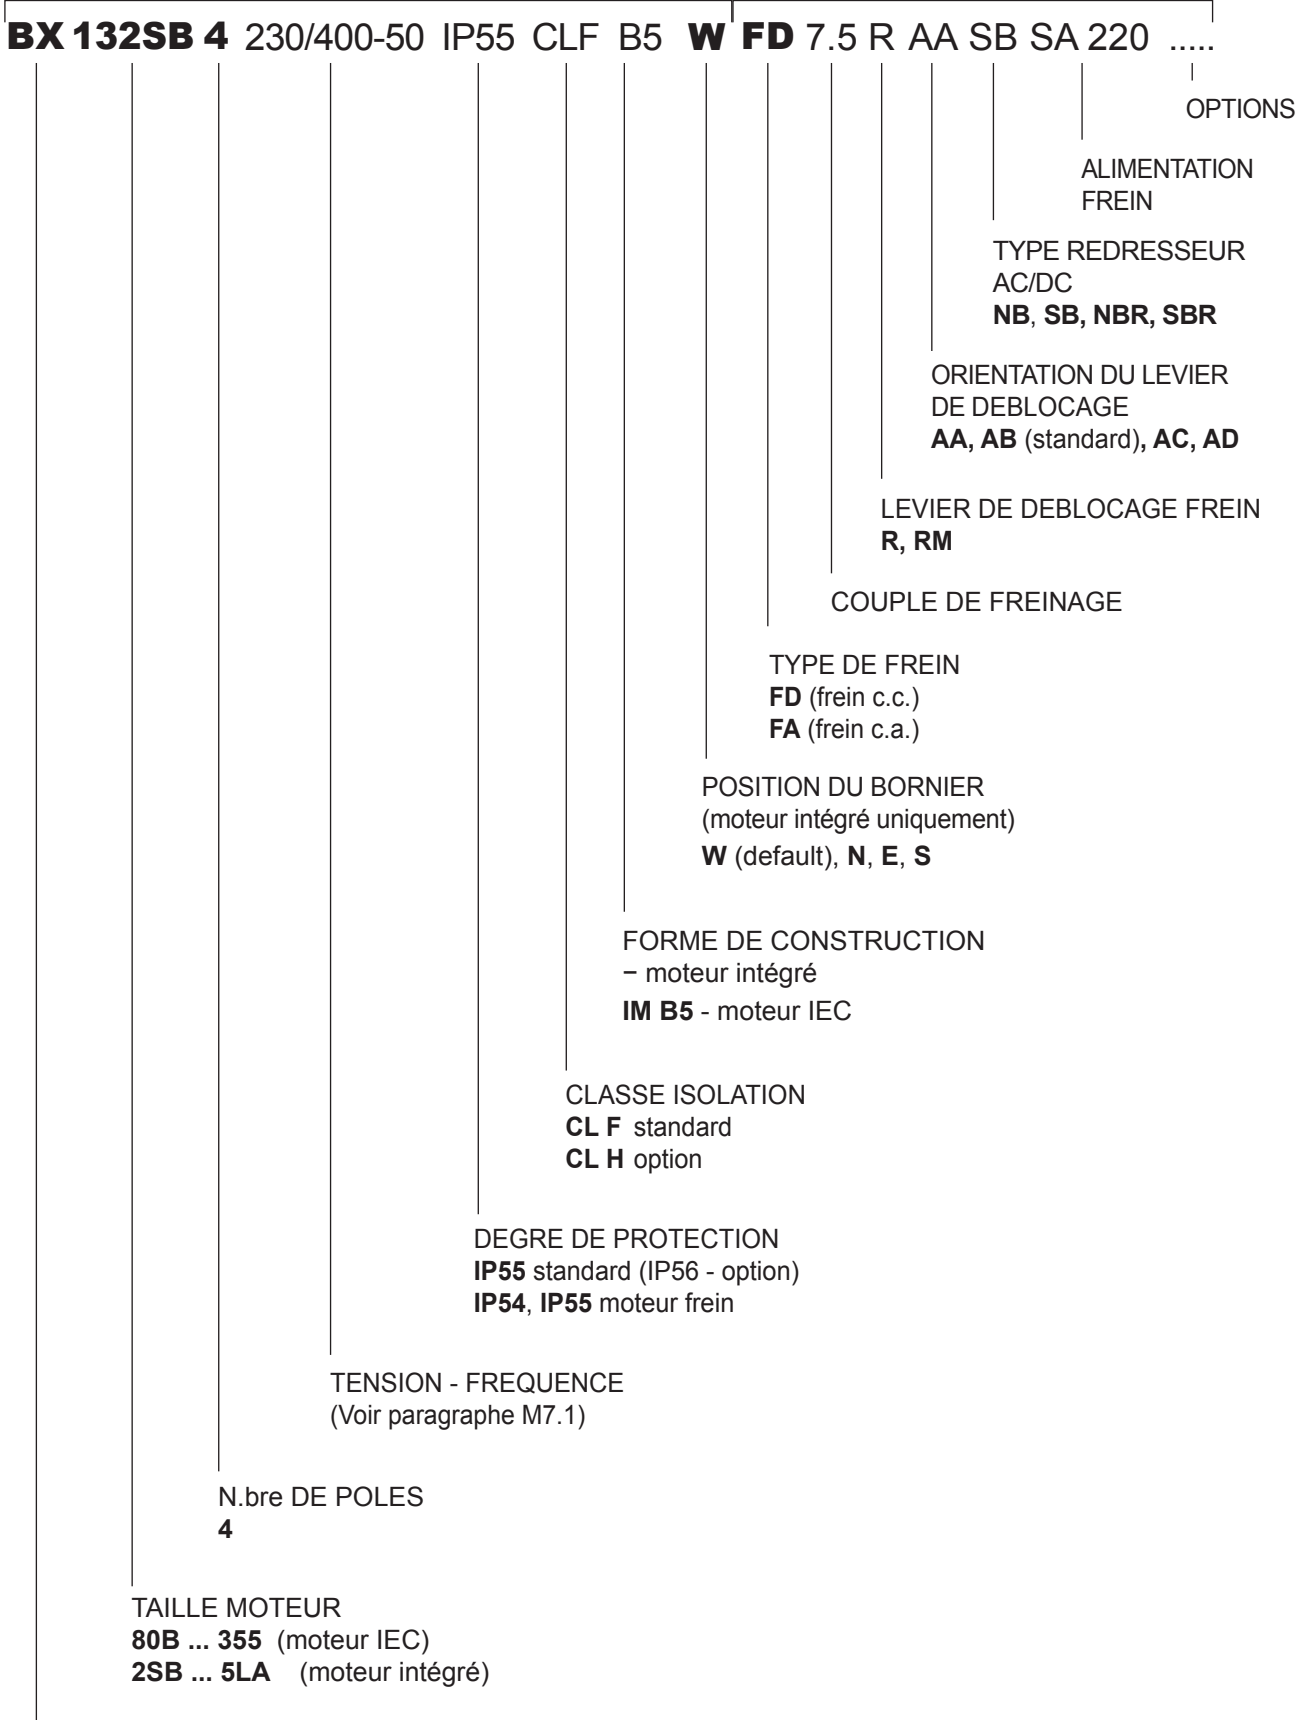 BX 132SB 4 230/400-50 IP55 CLF B5 W FD 7.5 R AA SB SA 220 .....
OPTIONS
ALIMENTATION
FREIN
TYPE REDRESSEUR
AC/DC
NB, SB, NBR, SBR
ORIENTATION DU LEVIER
DE DEBLOCAGE
AA, AB (standard), AC, AD
LEVIER DE DEBLOCAGE FREIN
R, RM
COUPLE DE FREINAGE
TYPE DE FREIN
FD (frein c.c.)
FA (frein c.a.)
POSITION DU BORNIER
(moteur intégré uniquement)
W (default), N, E, S
FORME DE CONSTRUCTION
− moteur intégré
IM B5 - moteur IEC
CLASSE ISOLATION
CL F standard
CL H option
DEGRE DE PROTECTION
IP55 standard (IP56 - option)
IP54, IP55 moteur frein
TENSION - FREQUENCE
(Voir paragraphe M7.1)
N.bre DE POLES
4
TAILLE MOTEUR
80B ... 355 (moteur IEC)
2SB ... 5LA (moteur intégré)